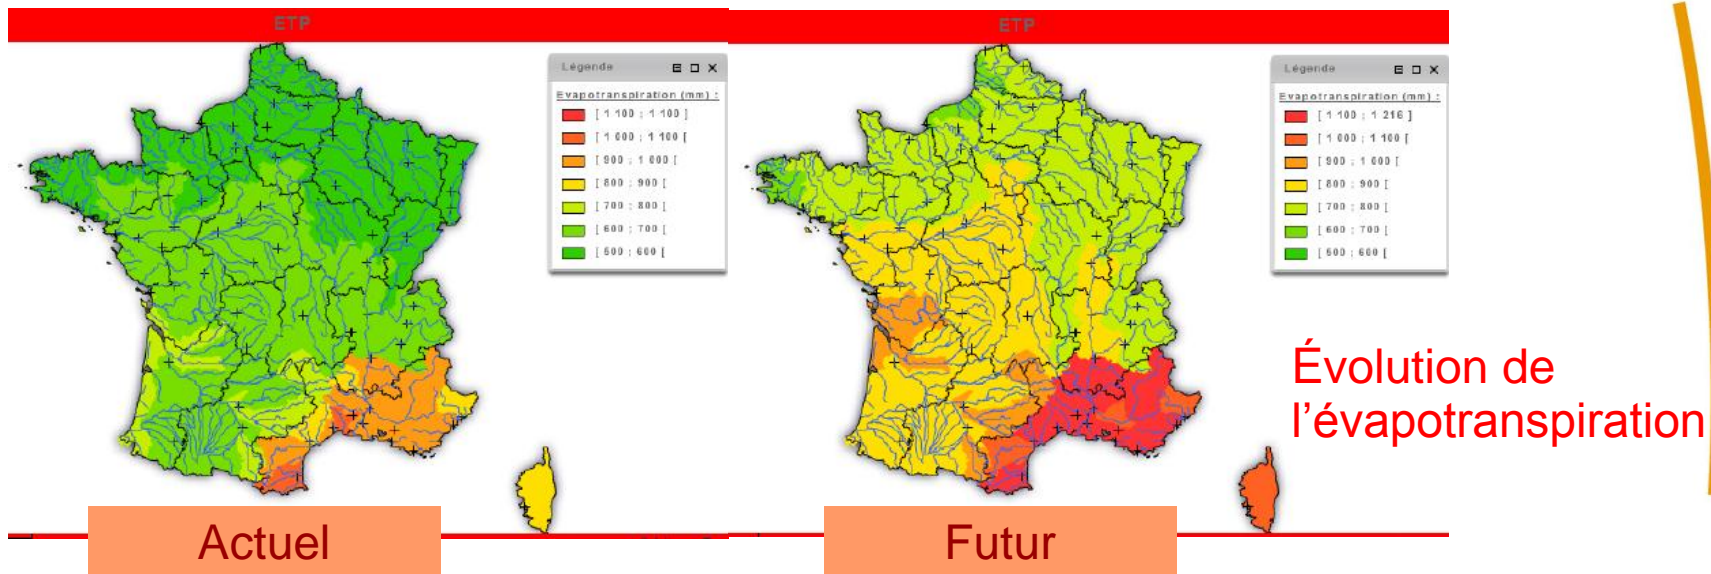 ETP
Légende
Evapotranspiration (mm) :
[ 1 100 ; 1 100 ]
[ 1 000 ; 1 100 [
[ 900 ; 1 000 [
[ 800 ; 900 [
[ 700 ; 800 [
[ 600 ; 700 [
[ 500 ; 600 [
Actuel
ETP
Légende
Evapotranspiration (mm) :
[ 1 100 ; 1 216 ]
[ 1 000 ; 1 100 [
[ 900 ; 1 000 [
[ 800 ; 900 [
[ 700 ; 800 [
[ 600 ; 700 [
[ 500 ; 600 [
Futur
Évolution de
l’évapotranspiration